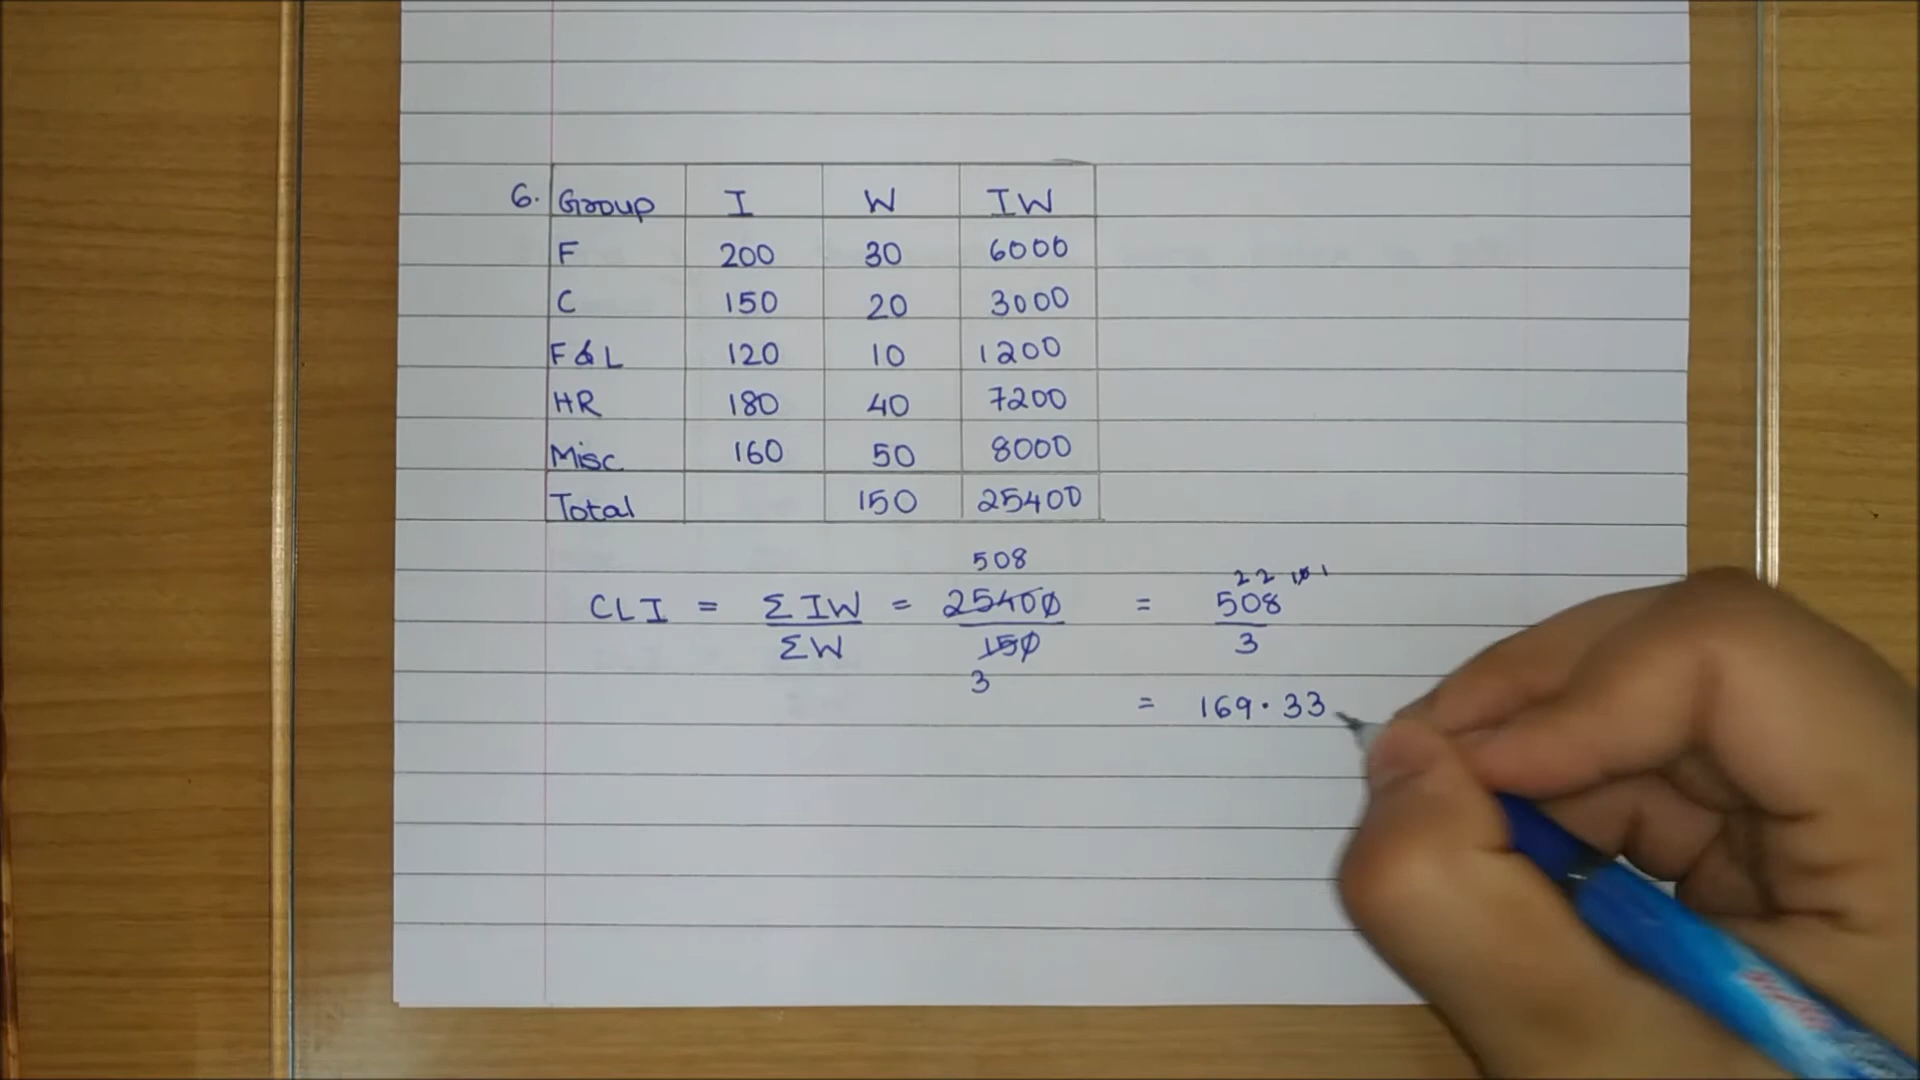 6. Group I W IW
F 200 30 6000
C 150 20 3000
F & L 120 10 1200
HR 180 40 7200
Misc 160 50 8000
Total 150 25400
508
CLI = ΣIW / ΣW = 25400 / 150 = 508 / 3
3
= 169.33